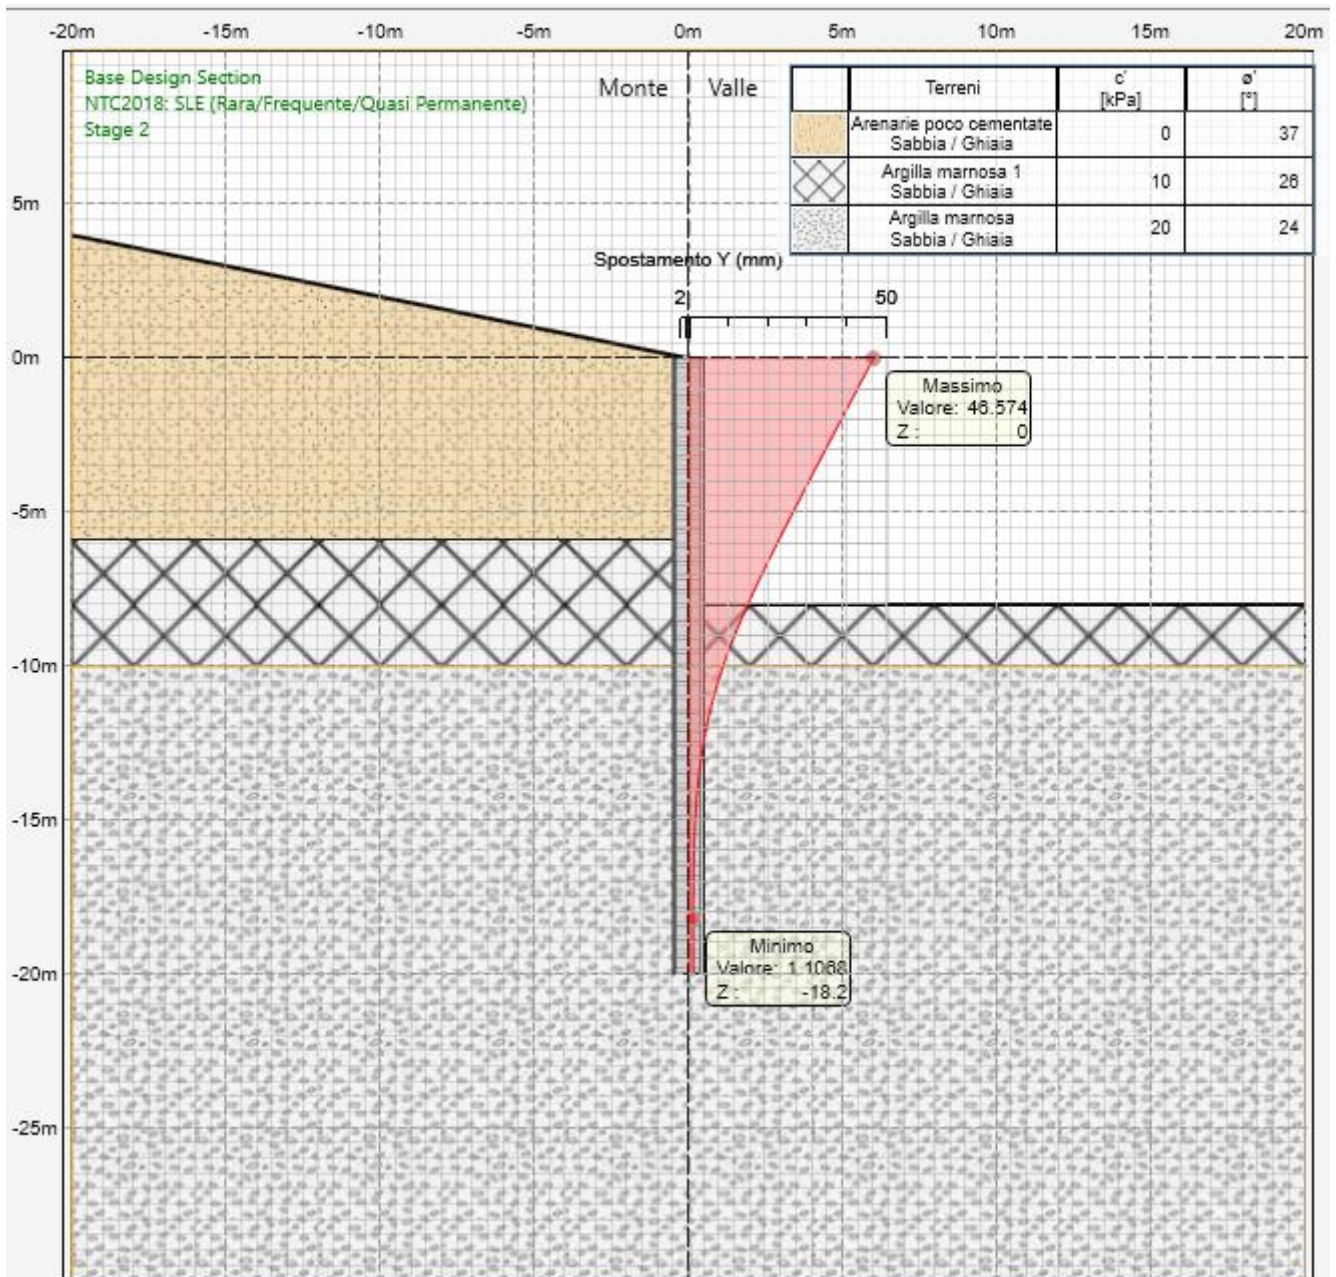 -20m -15m -10m -5m 0m 5m 10m 15m 20m
Base Design Section
NTC2018: SLE (Rara/Frequente/Quasi Permanente)
Stage 2
Monte Valle
Terreni c' [kPa] ø' [°]
Arenarie poco cementate
Sabbia / Ghiaia 0 37
Argilla marnosa 1
Sabbia / Ghiaia 10 26
Argilla marnosa
Sabbia / Ghiaia 20 24
5m
Spostamento Y (mm)
2 50
0m
Massimo
Valore: 46.574
Z : 0
-5m
-10m
-15m
Minimo
Valore: 1.1068
Z : -18.2
-20m
-25m